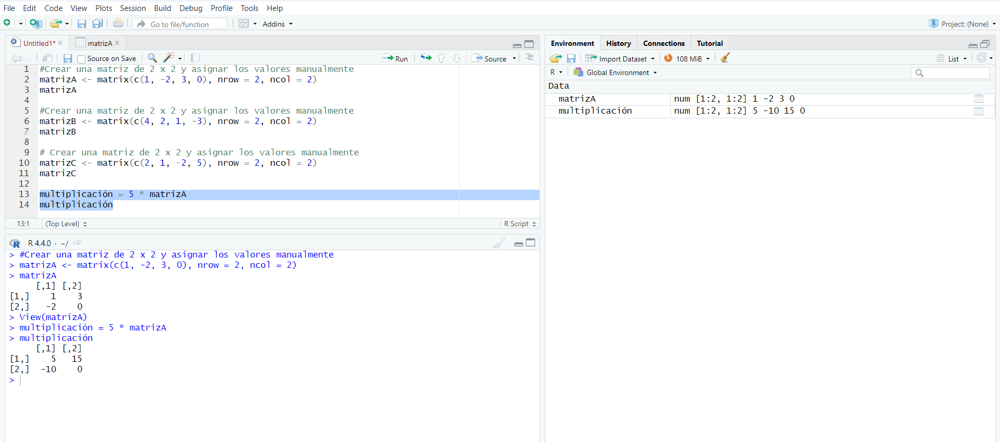 File Edit Code View Plots Session Build Debug Profile Tools Help
Go to file/function Addins Project: (None)
Untitled1* matrizA
Source on Save Run Source
1 #Crear una matriz de 2 x 2 y asignar los valores manualmente
2 matrizA <- matrix(c(1, -2, 3, 0), nrow = 2, ncol = 2)
3 matrizA
4
5 #Crear una matriz de 2 x 2 y asignar los valores manualmente
6 matrizB <- matrix(c(4, 2, 1, -3), nrow = 2, ncol = 2)
7 matrizB
8
9 # Crear una matriz de 2 x 2 y asignar los valores manualmente
10 matrizC <- matrix(c(2, 1, -2, 5), nrow = 2, ncol = 2)
11 matrizC
12
13 multiplicación = 5 * matrizA
14 multiplicación
13:1 (Top Level) R Script
R 4.4.0 · ~/
> #Crear una matriz de 2 x 2 y asignar los valores manualmente
> matrizA <- matrix(c(1, -2, 3, 0), nrow = 2, ncol = 2)
> matrizA
     [,1] [,2]
[1,]    1    3
[2,]   -2    0
> View(matrizA)
> multiplicación = 5 * matrizA
> multiplicación
     [,1] [,2]
[1,]    5   15
[2,]  -10    0
>
Environment History Connections Tutorial
Import Dataset 108 MiB List
R Global Environment
Data
matrizA num [1:2, 1:2] 1 -2 3 0
multiplicación num [1:2, 1:2] 5 -10 15 0